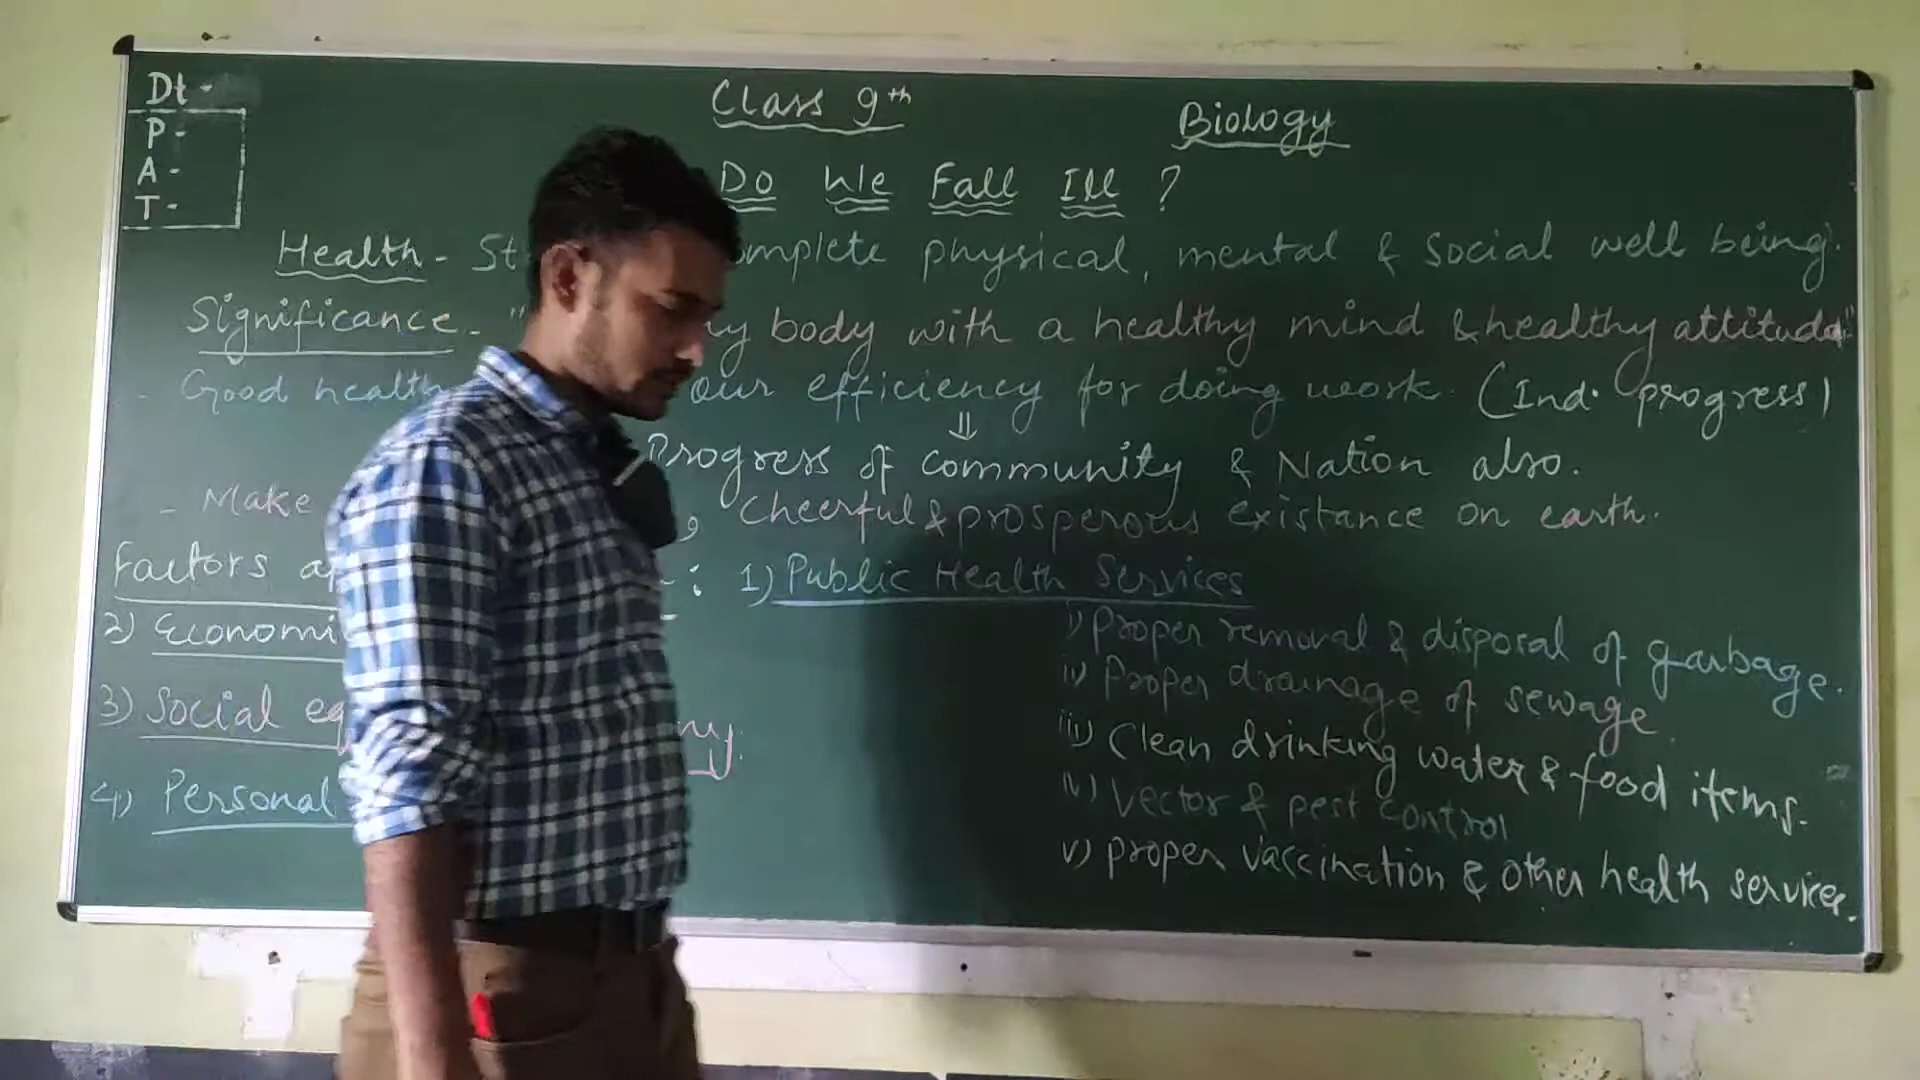 Dt -
P -
A -
T -
Class 9th
Biology
Do We Fall Ill ?
Health - St omplete physical, mental & Social well being.
Significance - " y body with a healthy mind & healthy attitude"
- Good health our efficiency for doing work. (Ind. progress)
⇓
Progress of community & Nation also.
- Make , Cheerful & prosperous existance on earth.
Factors a : 1) Public Health Services
i) Proper removal & disposal of garbage.
ii) Proper drainage of sewage.
iii) Clean drinking water & food items.
iv) Vector & pest control
v) proper vaccination & other health services.
2) Economi
3) Social eq ny.
4) Personal